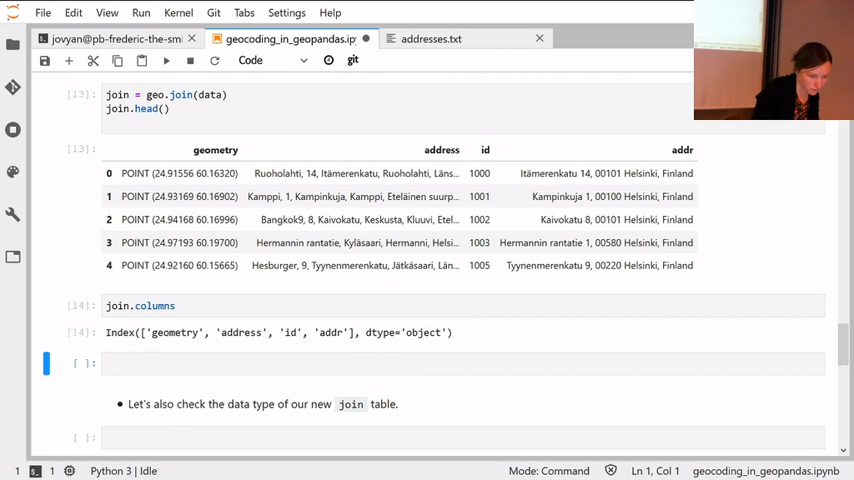 File Edit View Run Kernel Git Tabs Settings Help
jovyan@pb-frederic-the-smi × geocoding_in_geopandas.ipy addresses.txt ×
Code git
[13]: join = geo.join(data)
join.head()
[13]: geometry address id addr
0 POINT (24.91556 60.16320) Ruoholahti, 14, Itämerenkatu, Ruoholahti, Läns... 1000 Itämerenkatu 14, 00101 Helsinki, Finland
1 POINT (24.93169 60.16902) Kamppi, 1, Kampinkuja, Kamppi, Eteläinen suurp... 1001 Kampinkuja 1, 00100 Helsinki, Finland
2 POINT (24.94168 60.16996) Bangkok9, 8, Kaivokatu, Keskusta, Kluuvi, Etel... 1002 Kaivokatu 8, 00101 Helsinki, Finland
3 POINT (24.97193 60.19700) Hermannin rantatie, Kyläsaari, Hermanni, Helsi... 1003 Hermannin rantatie 1, 00580 Helsinki, Finland
4 POINT (24.92160 60.15665) Hesburger, 9, Tyynenmerenkatu, Jätkäsaari, Län... 1005 Tyynenmerenkatu 9, 00220 Helsinki, Finland
[14]: join.columns
[14]: Index(['geometry', 'address', 'id', 'addr'], dtype='object')
[ ]:
• Let's also check the data type of our new join table.
[ ]:
1 1 Python 3 | Idle Mode: Command Ln 1, Col 1 geocoding_in_geopandas.ipynb